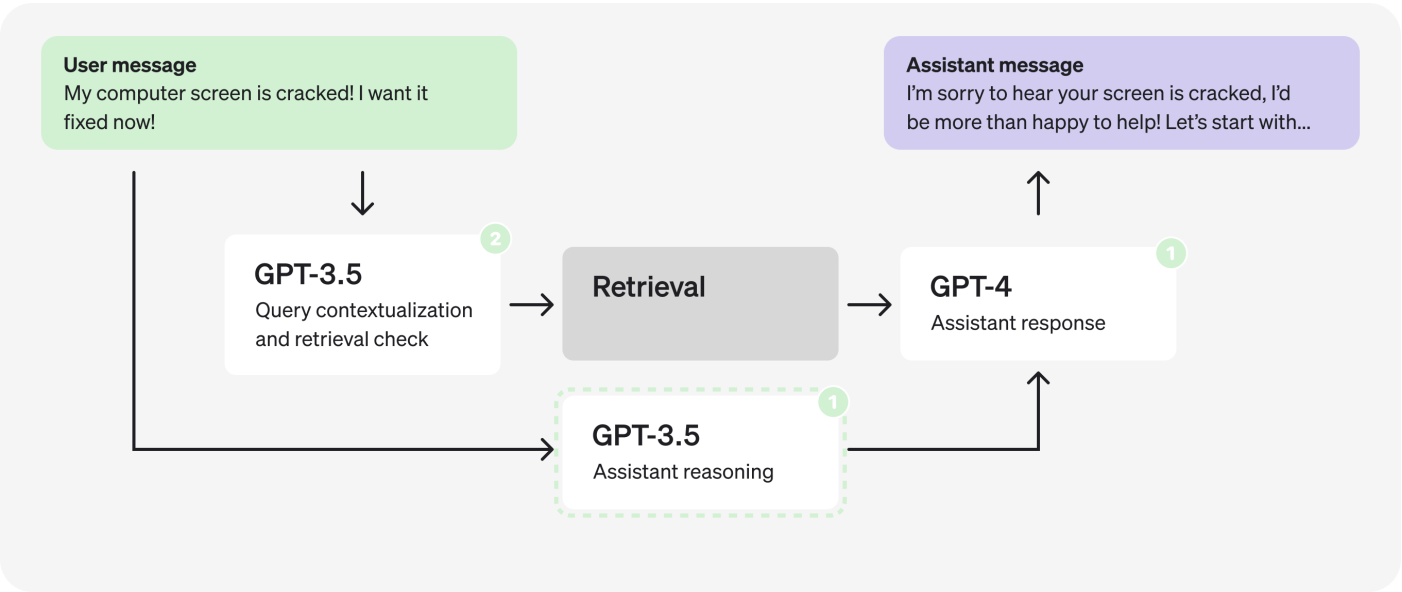 User message
My computer screen is cracked! I want it
fixed now!
Assistant message
I’m sorry to hear your screen is cracked, I’d
be more than happy to help! Let’s start with...
2
GPT-3.5
Query contextualization
and retrieval check
Retrieval
1
GPT-4
Assistant response
1
GPT-3.5
Assistant reasoning